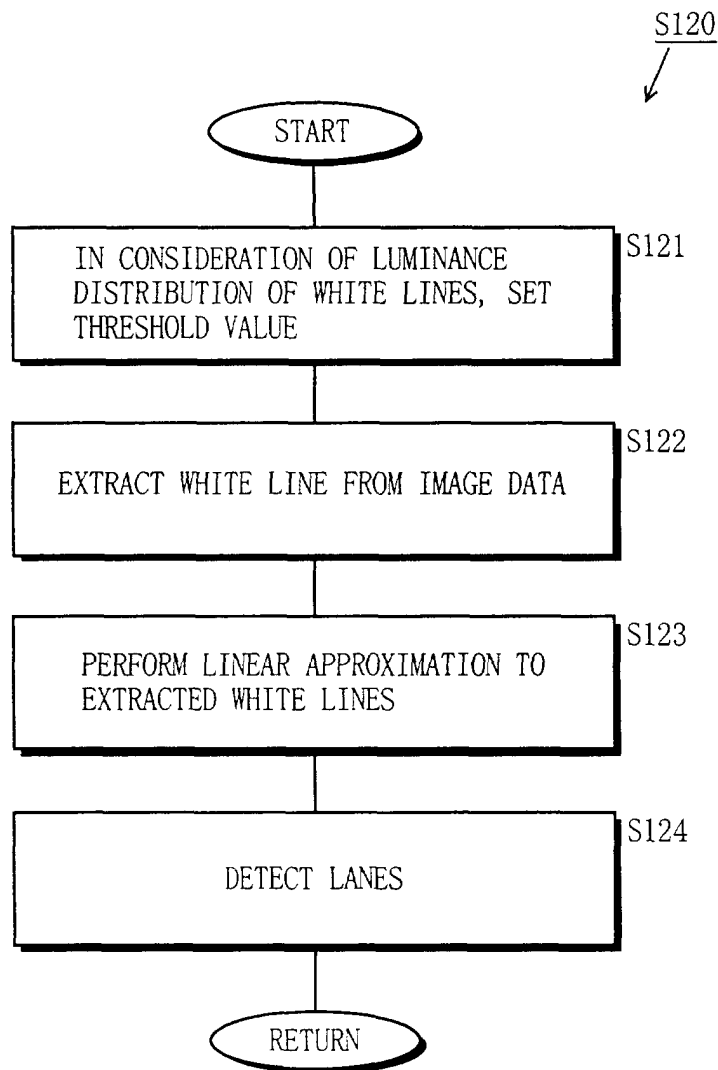 S120
START
S121
IN CONSIDERATION OF LUMINANCE
DISTRIBUTION OF WHITE LINES, SET
THRESHOLD VALUE
S122
EXTRACT WHITE LINE FROM IMAGE DATA
S123
PERFORM LINEAR APPROXIMATION TO
EXTRACTED WHITE LINES
S124
DETECT LANES
RETURN